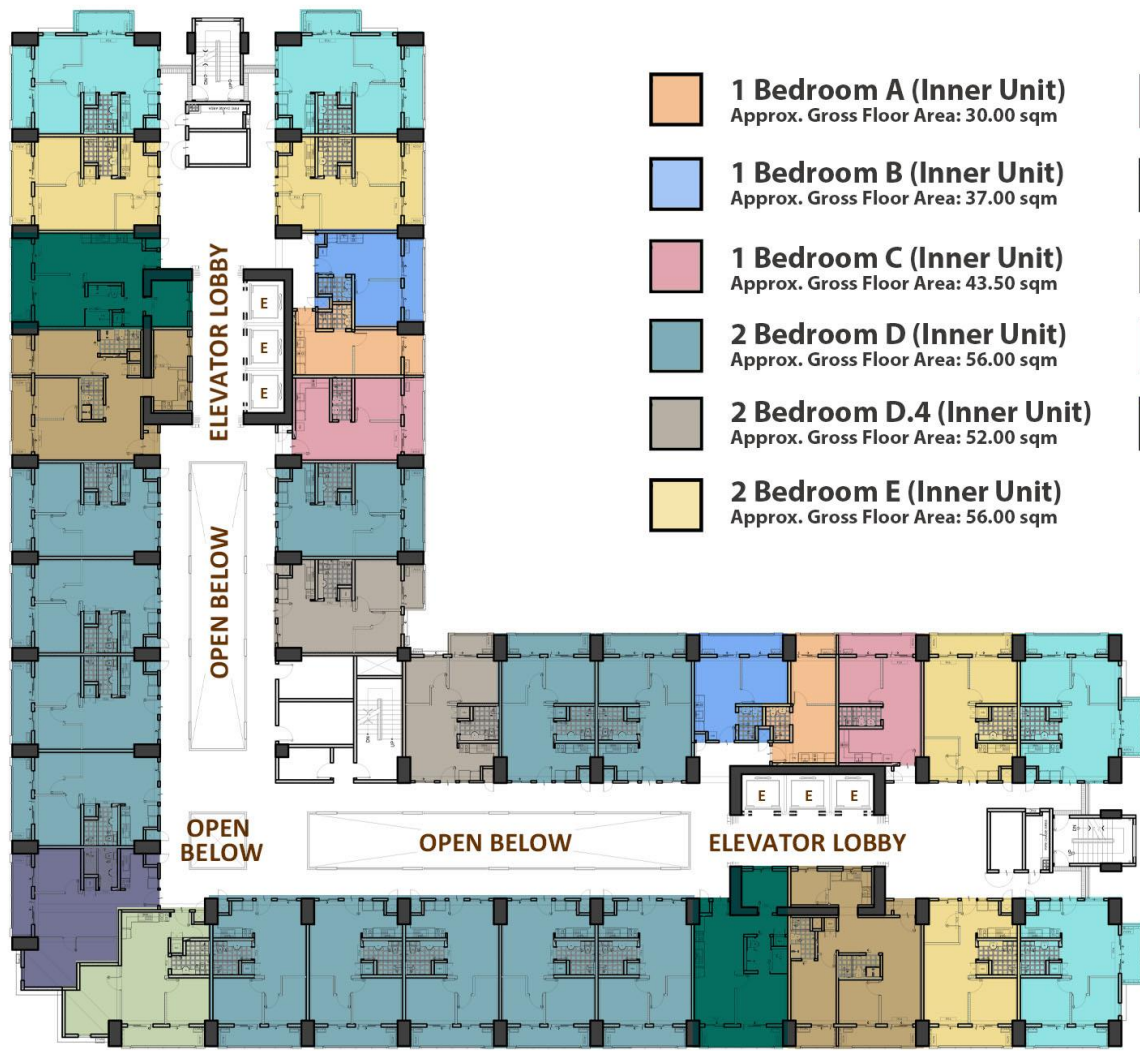 1 Bedroom A (Inner Unit)
Approx. Gross Floor Area: 30.00 sqm
1 Bedroom B (Inner Unit)
Approx. Gross Floor Area: 37.00 sqm
1 Bedroom C (Inner Unit)
Approx. Gross Floor Area: 43.50 sqm
2 Bedroom D (Inner Unit)
Approx. Gross Floor Area: 56.00 sqm
2 Bedroom D.4 (Inner Unit)
Approx. Gross Floor Area: 52.00 sqm
2 Bedroom E (Inner Unit)
Approx. Gross Floor Area: 56.00 sqm
ELEVATOR LOBBY
E
E
E
OPEN BELOW
OPEN
BELOW
OPEN BELOW
E E E
ELEVATOR LOBBY